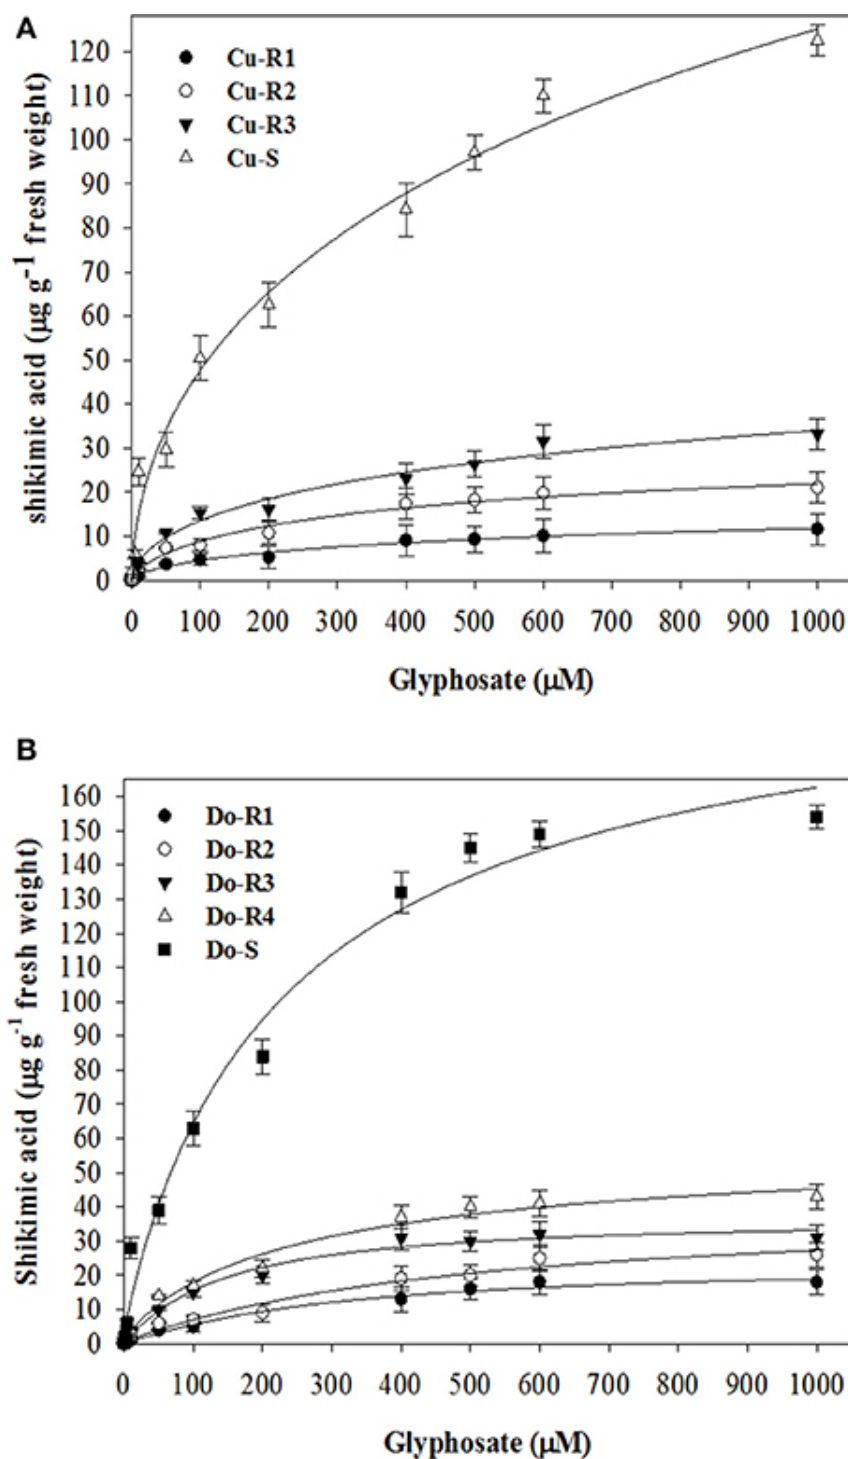 A
Cu-R1
Cu-R2
Cu-R3
Cu-S
shikimic acid (µg g⁻¹ fresh weight)
120
110
100
90
80
70
60
50
40
30
20
10
0
0 100 200 300 400 500 600 700 800 900 1000
Glyphosate (µM)
B
Do-R1
Do-R2
Do-R3
Do-R4
Do-S
Shikimic acid (µg g⁻¹ fresh weight)
160
150
140
130
120
110
100
90
80
70
60
50
40
30
20
10
0
0 100 200 300 400 500 600 700 800 900 1000
Glyphosate (µM)